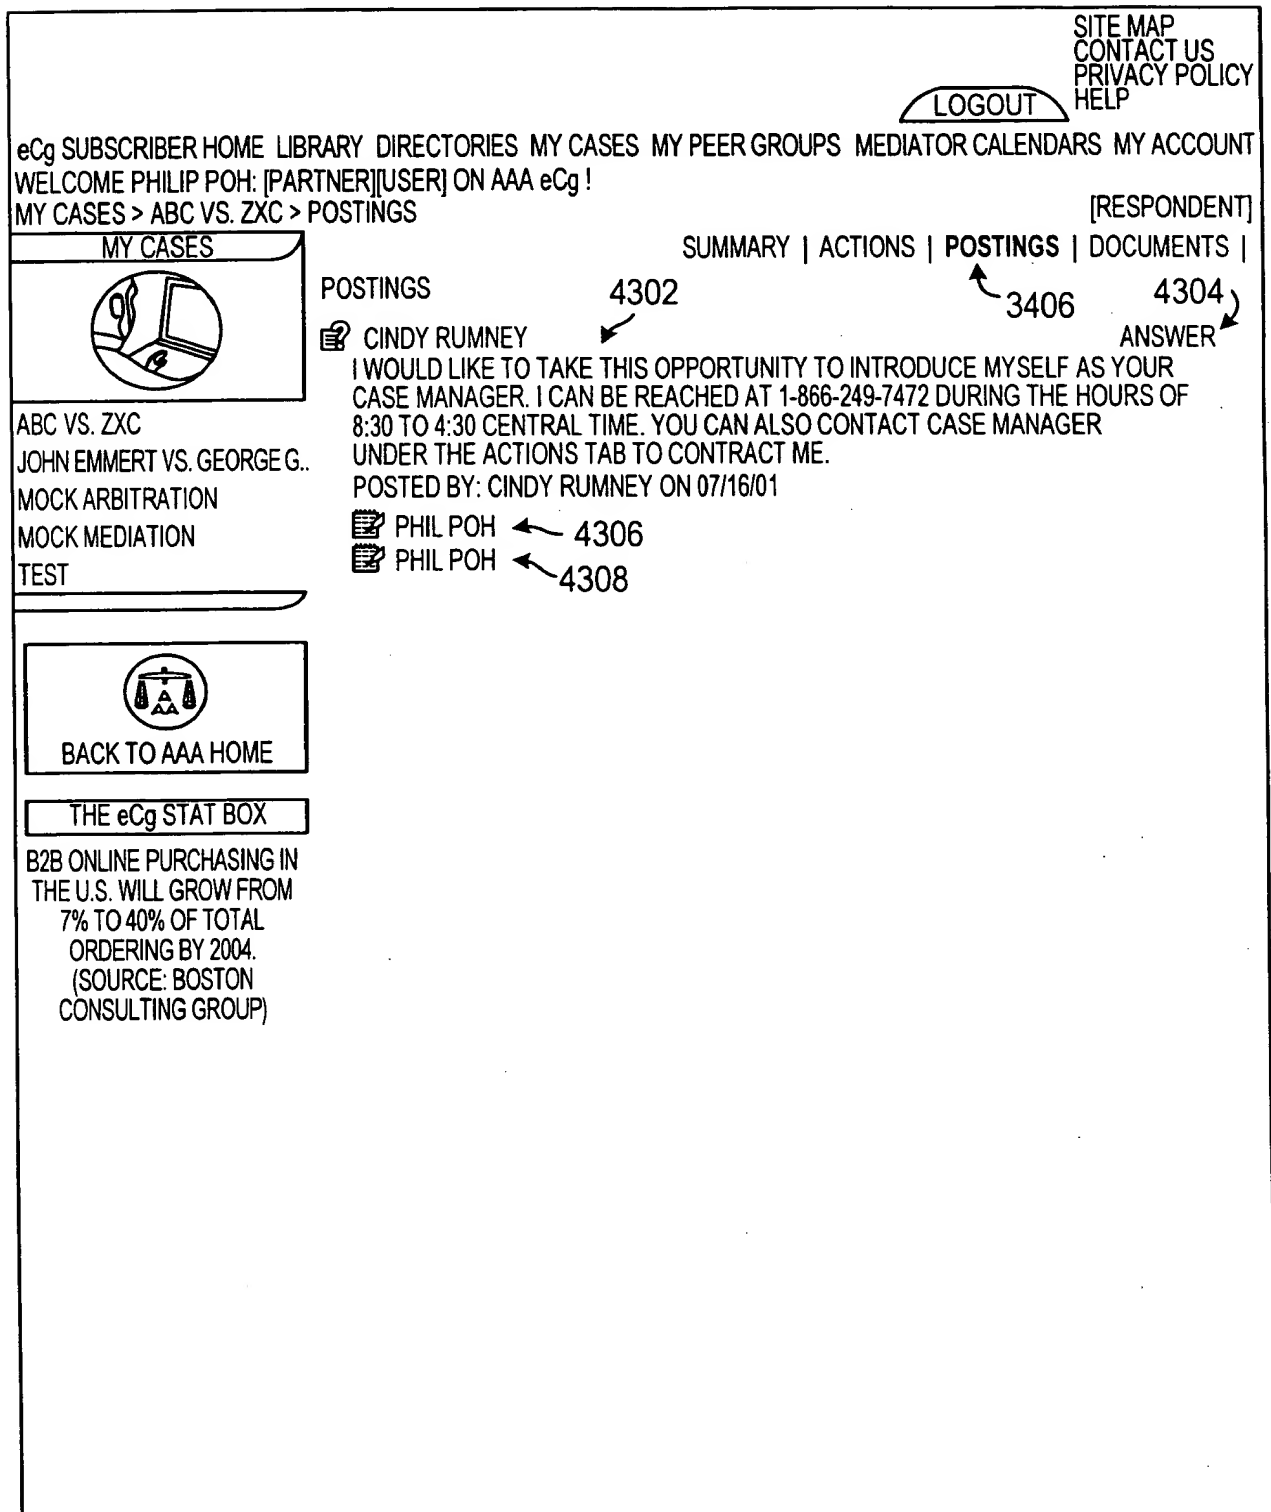 SITE MAP
CONTACT US
PRIVACY POLICY
HELP
LOGOUT
eCg SUBSCRIBER HOME LIBRARY DIRECTORIES MY CASES MY PEER GROUPS MEDIATOR CALENDARS MY ACCOUNT
WELCOME PHILIP POH: [PARTNER][USER] ON AAA eCg !
MY CASES > ABC VS. ZXC > POSTINGS
[RESPONDENT]
MY CASES
SUMMARY | ACTIONS | POSTINGS | DOCUMENTS |
POSTINGS
4302
3406
4304
CINDY RUMNEY
ANSWER
I WOULD LIKE TO TAKE THIS OPPORTUNITY TO INTRODUCE MYSELF AS YOUR
CASE MANAGER. I CAN BE REACHED AT 1-866-249-7472 DURING THE HOURS OF
8:30 TO 4:30 CENTRAL TIME. YOU CAN ALSO CONTACT CASE MANAGER
UNDER THE ACTIONS TAB TO CONTRACT ME.
POSTED BY: CINDY RUMNEY ON 07/16/01
PHIL POH
4306
PHIL POH
4308
ABC VS. ZXC
JOHN EMMERT VS. GEORGE G..
MOCK ARBITRATION
MOCK MEDIATION
TEST
A
AA
BACK TO AAA HOME
THE eCg STAT BOX
B2B ONLINE PURCHASING IN
THE U.S. WILL GROW FROM
7% TO 40% OF TOTAL
ORDERING BY 2004.
(SOURCE: BOSTON
CONSULTING GROUP)